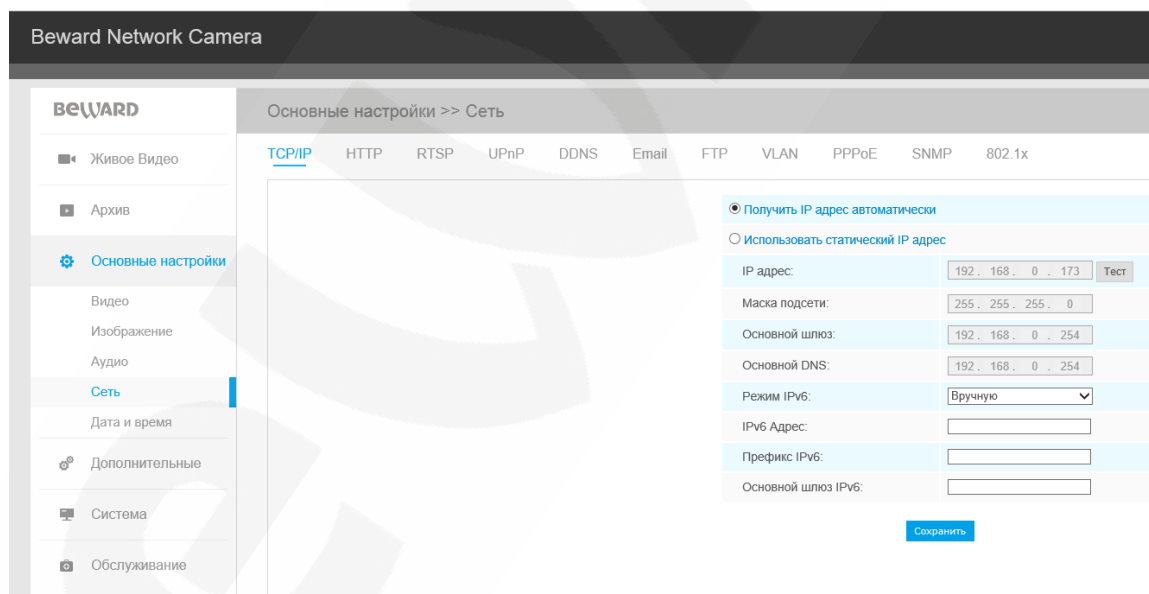 Beward Network Camera
BEWARD
Основные настройки >> Сеть
Живое Видео
Архив
Основные настройки
Видео
Изображение
Аудио
Сеть
Дата и время
Дополнительные
Система
Обслуживание
TCP/IP HTTP RTSP UPnP DDNS Email FTP VLAN PPPoE SNMP 802.1x
Получить IP адрес автоматически
Использовать статический IP адрес
IP адрес: 192. 168. 0 . 173 Тест
Маска подсети: 255. 255. 255. 0
Основной шлюз: 192. 168. 0 . 254
Основной DNS: 192. 168. 0 . 254
Режим IPv6: Вручную
IPv6 Адрес:
Префикс IPv6:
Основной шлюз IPv6:
Сохранить